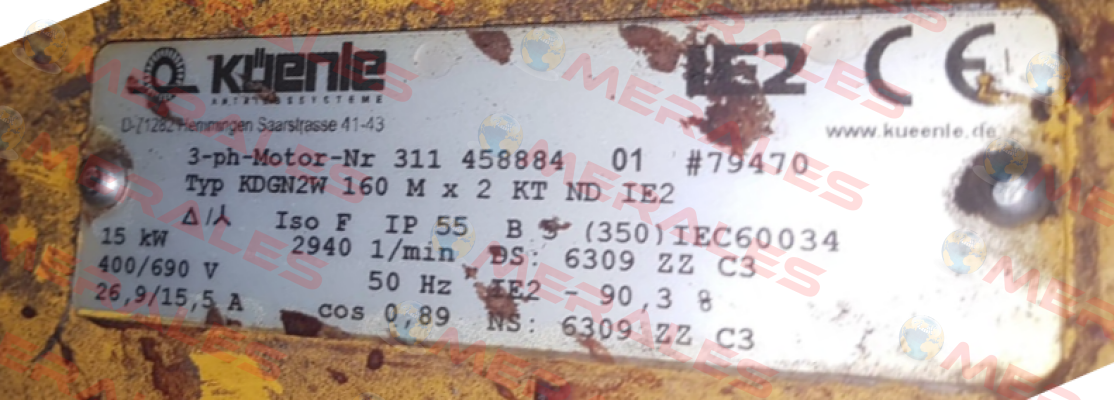 KÜenle IE2 CE
ANTRIEBSSYSTEME
D-71282 Hemmingen Saarstrasse 41-43
www.kueenle.de
3-ph-Motor-Nr 311 458884 01 #79470
Typ KDGN2W 160 M x 2 KT ND IE2
Δ/⅄ Iso F IP 55 B 5 (350) IEC60034
15 kW 2940 1/min DS: 6309 ZZ C3
400/690 V 50 Hz IE2 - 90,3 %
26,9/15,5 A cos 0,89 NS: 6309 ZZ C3
MERALES